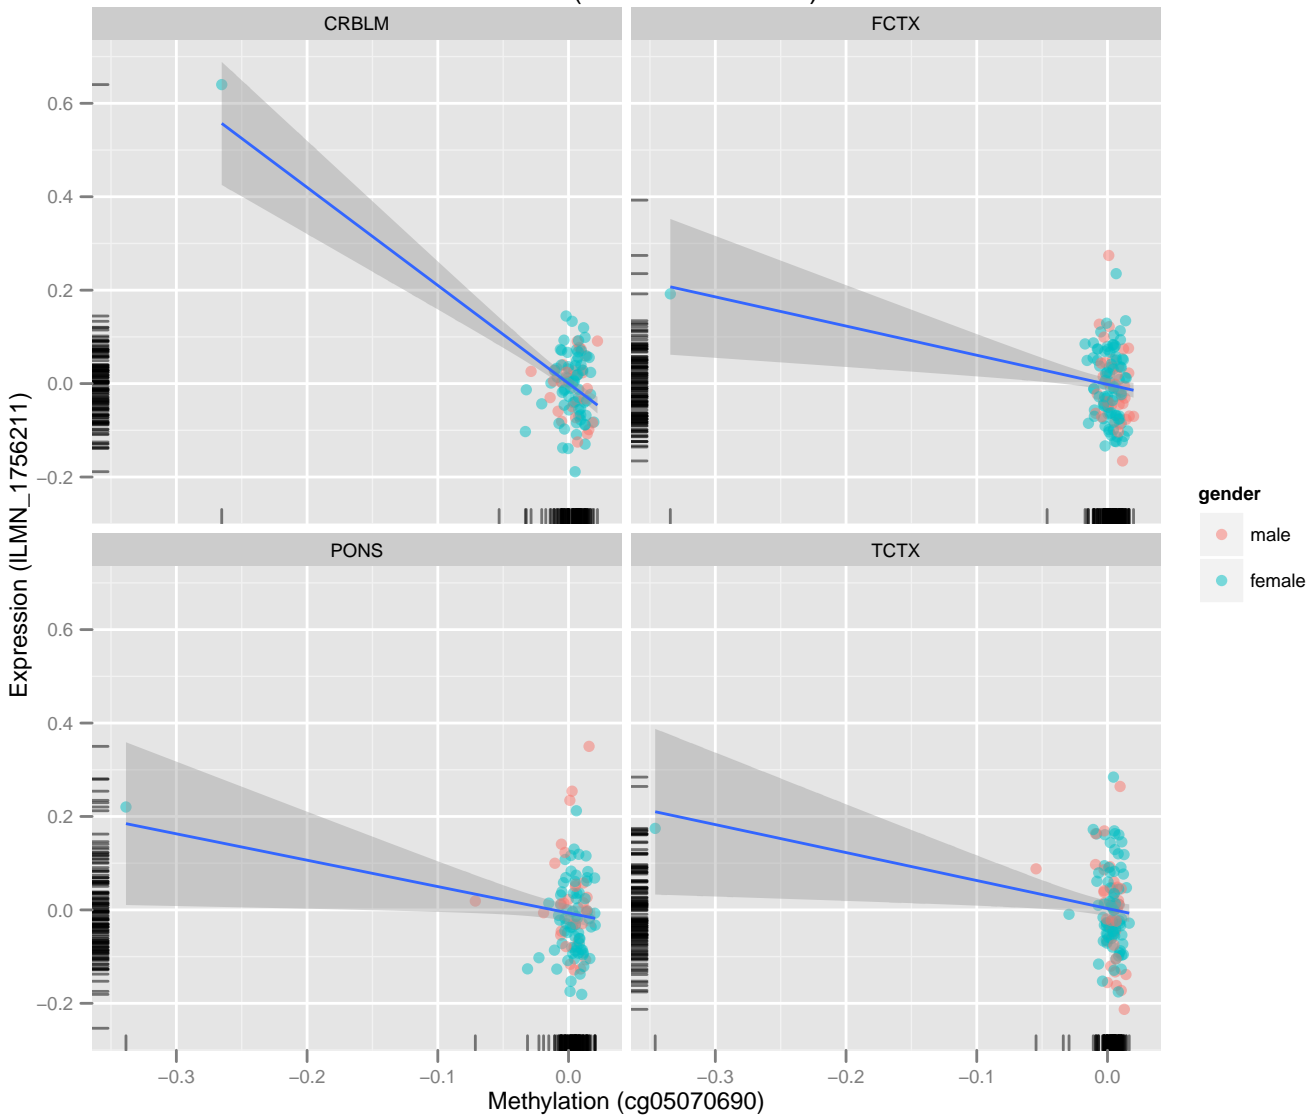 CRBLM
FCTX
0.6
0.4
0.2
0.0
−0.2
PONS
TCTX
0.6
0.4
0.2
0.0
−0.2
−0.3 −0.2 −0.1 0.0
−0.3 −0.2 −0.1 0.0
Methylation (cg05070690)
Expression (ILMN_1756211)
gender
male
female